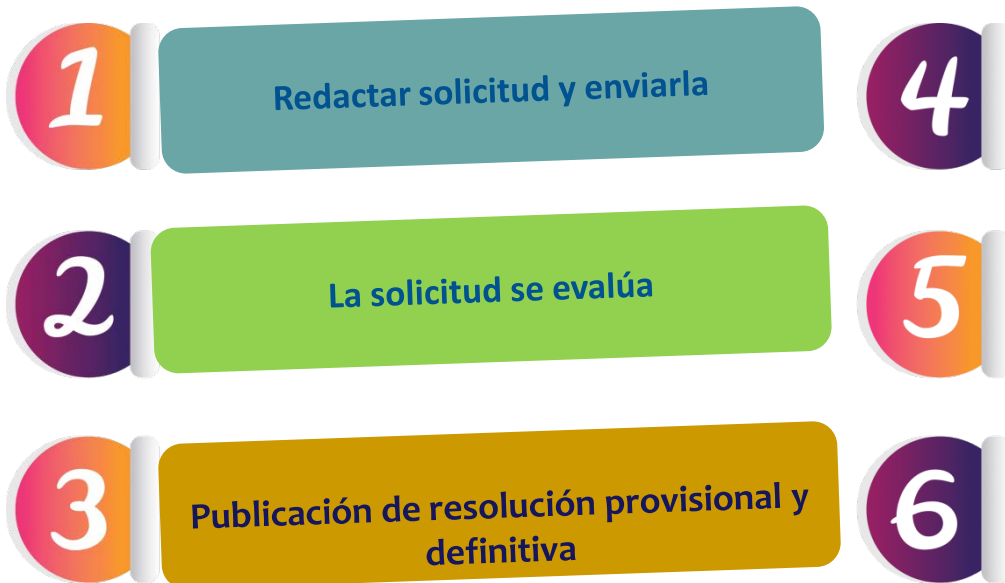 1
Redactar solicitud y enviarla
2
La solicitud se evalúa
3
Publicación de resolución provisional y
definitiva
4
5
6